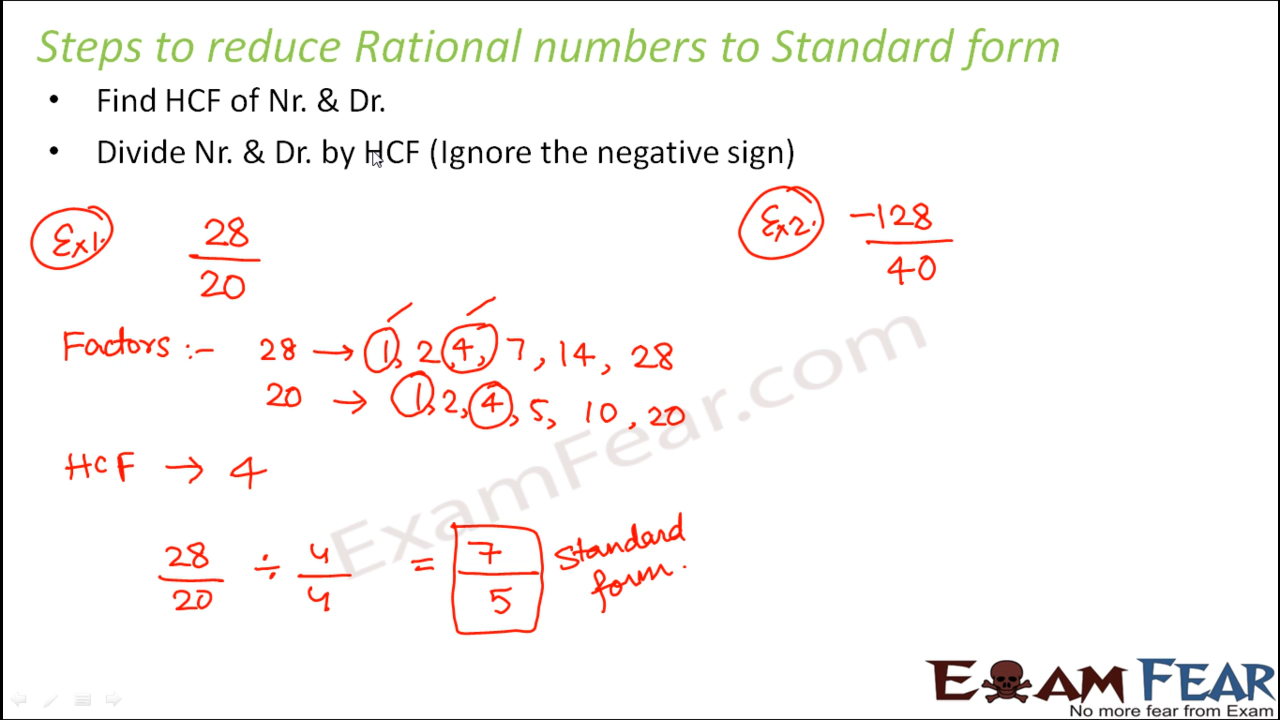 Steps to reduce Rational numbers to Standard form
• Find HCF of Nr. & Dr.
• Divide Nr. & Dr. by HCF (Ignore the negative sign)
Ex1. 28/20
Ex2. -128/40
Factors :- 28 → 1, 2, 4, 7, 14, 28
20 → 1, 2, 4, 5, 10, 20
HCF → 4
28/20 ÷ 4/4 = 7/5 Standard form.
ExamFear.com
EXAM FEAR
No more fear from Exam